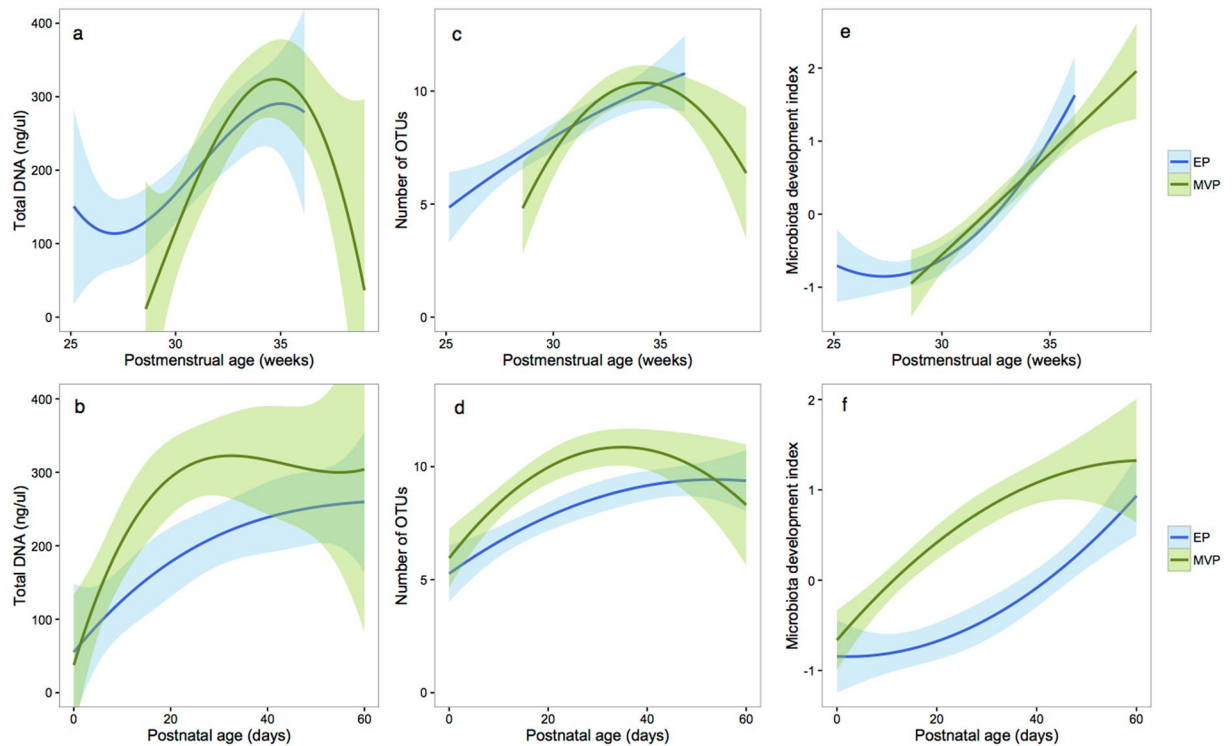 a
Total DNA (ng/ul)
400
300
200
100
0
25
30
35
Postmenstrual age (weeks)
c
Number of OTUs
10
5
0
25
30
35
Postmenstrual age (weeks)
e
Microbiota development index
2
1
0
-1
25
30
35
Postmenstrual age (weeks)
EP
MVP
b
Total DNA (ng/ul)
400
300
200
100
0
0
20
40
60
Postnatal age (days)
d
Number of OTUs
10
5
0
0
20
40
60
Postnatal age (days)
f
Microbiota development index
2
1
0
-1
0
20
40
60
Postnatal age (days)
EP
MVP